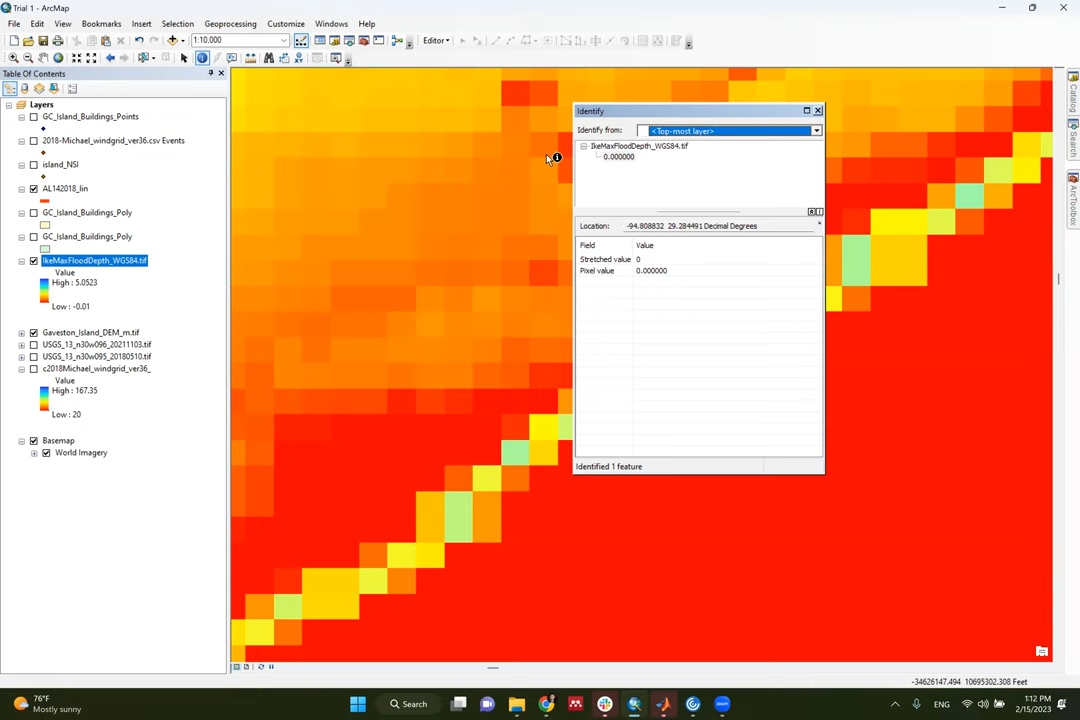 Trial 1 - ArcMap
File Edit View Bookmarks Insert Selection Geoprocessing Customize Windows Help
1:10,000
Editor
Table Of Contents
Layers
GC_Island_Buildings_Points
2018-Michael_windgrid_ver36.csv Events
island_NSI
AL142018_lin
GC_Island_Buildings_Poly
GC_Island_Buildings_Poly
IkeMaxFloodDepth_WGS84.tif
Value
High : 5.0523
Low : -0.01
Gaveston_Island_DEM_m.tif
USGS_13_n30w096_20211103.tif
USGS_13_n30w095_20180510.tif
c2018Michael_windgrid_ver36_
Value
High : 167.35
Low : 20
Basemap
World Imagery
Identify
Identify from: <Top-most layer>
IkeMaxFloodDepth_WGS84.tif
0.000000
Location: -94.808832 29.284491 Decimal Degrees
Field Value
Stretched value 0
Pixel value 0.000000
Identified 1 feature
Catalog
Search
ArcToolbox
-34626147.494 10695302.308 Feet
76°F
Mostly sunny
Search
ENG
1:12 PM
2/15/2023